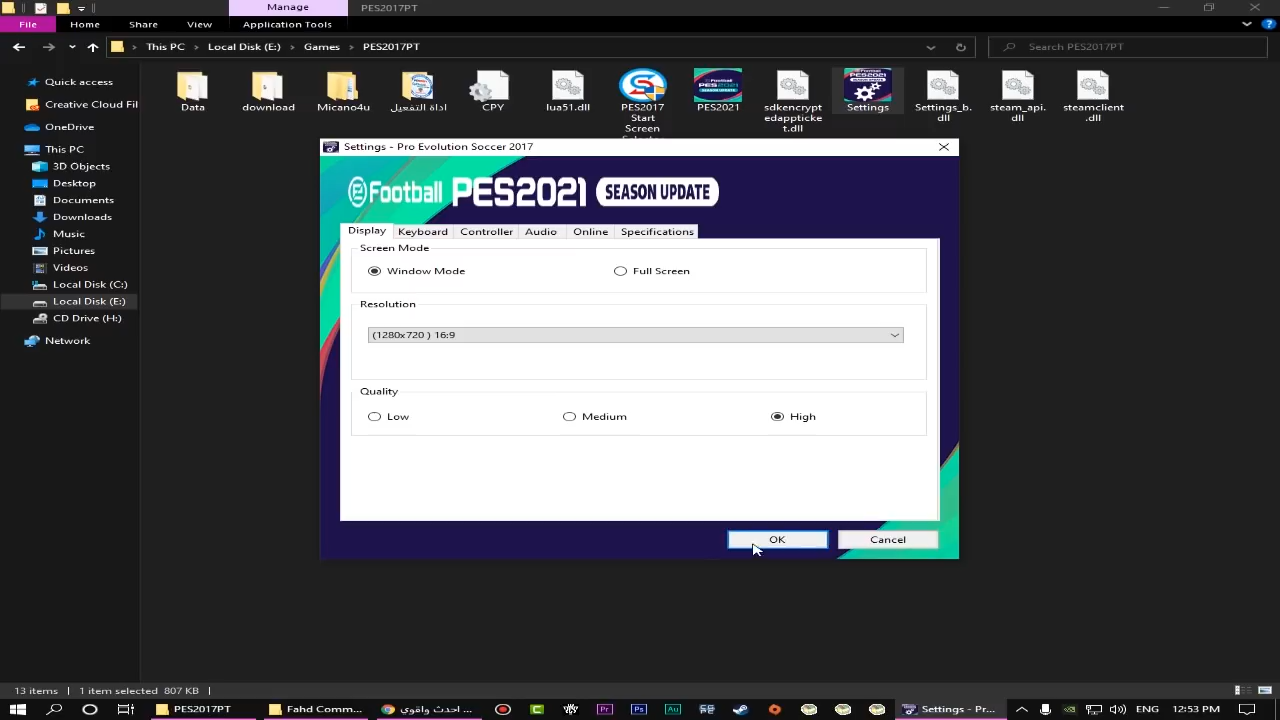 Manage
PES2017PT
File
Home
Share
View
Application Tools
This PC
Local Disk (E:)
Games
PES2017PT
Search PES2017PT
Quick access
Creative Cloud Fil
OneDrive
This PC
3D Objects
Desktop
Documents
Downloads
Music
Pictures
Videos
Local Disk (C:)
Local Disk (E:)
CD Drive (H:)
Network
Data
download
Micano4u
اداة التفعيل
CPY
lua51.dll
PES2017
Start
Screen
PES2021
sdkencrypt
edappticke
t.dll
Settings
Settings_b.
dll
steam_api.
dll
steamclient
.dll
Settings - Pro Evolution Soccer 2017
eFootball PES2021 SEASON UPDATE
Display
Keyboard
Controller
Audio
Online
Specifications
Screen Mode
Window Mode
Full Screen
Resolution
(1280x720 ) 16:9
Quality
Low
Medium
High
OK
Cancel
13 items
1 item selected 807 KB
PES2017PT
Fahd Comm...
احدث واقوي ...
Settings - Pr...
ENG
12:53 PM